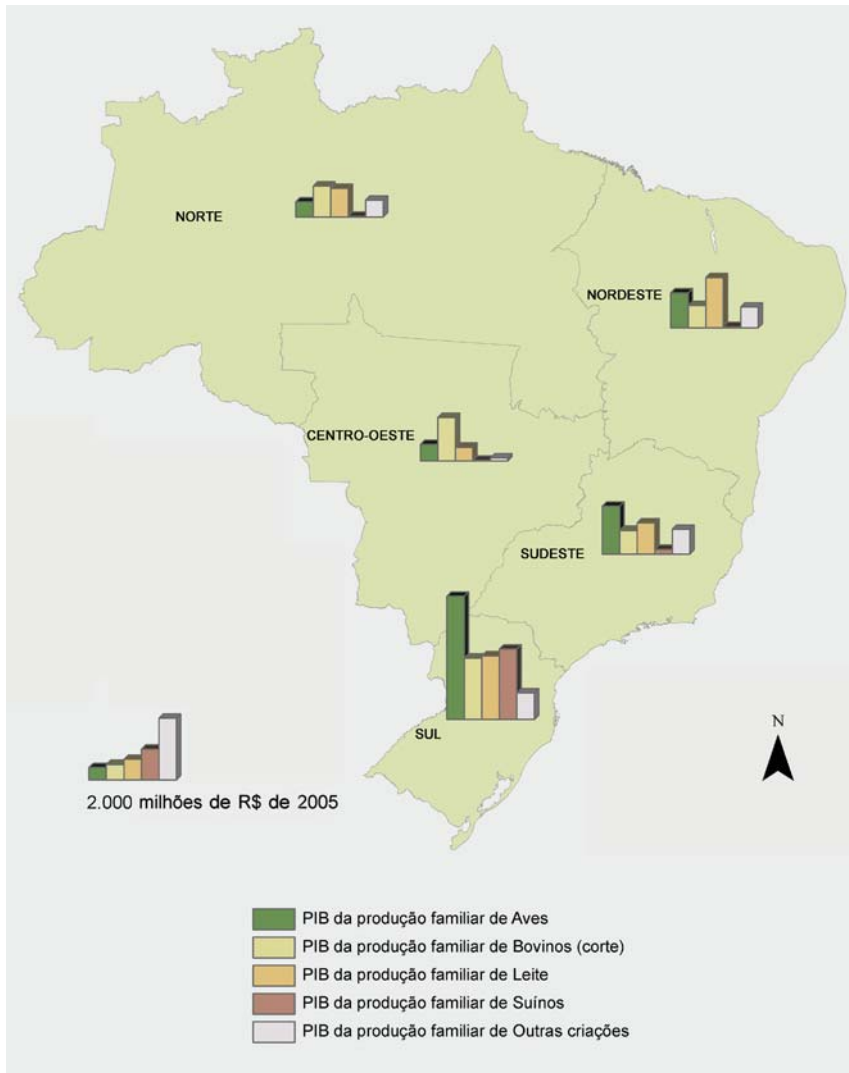 NORTE
NORDESTE
CENTRO-OESTE
SUDESTE
SUL
N
2.000 milhões de R$ de 2005
PIB da produção familiar de Aves
PIB da produção familiar de Bovinos (corte)
PIB da produção familiar de Leite
PIB da produção familiar de Suínos
PIB da produção familiar de Outras criações